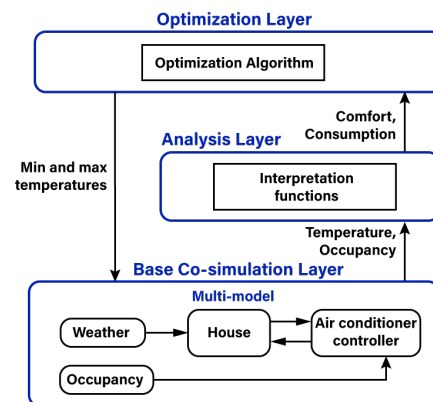 Optimization Layer
Optimization Algorithm
Comfort,
Consumption
Analysis Layer
Min and max
temperatures
Interpretation
functions
Temperature,
Occupancy
Base Co-simulation Layer
Multi-model
Weather
House
Air conditioner
controller
Occupancy